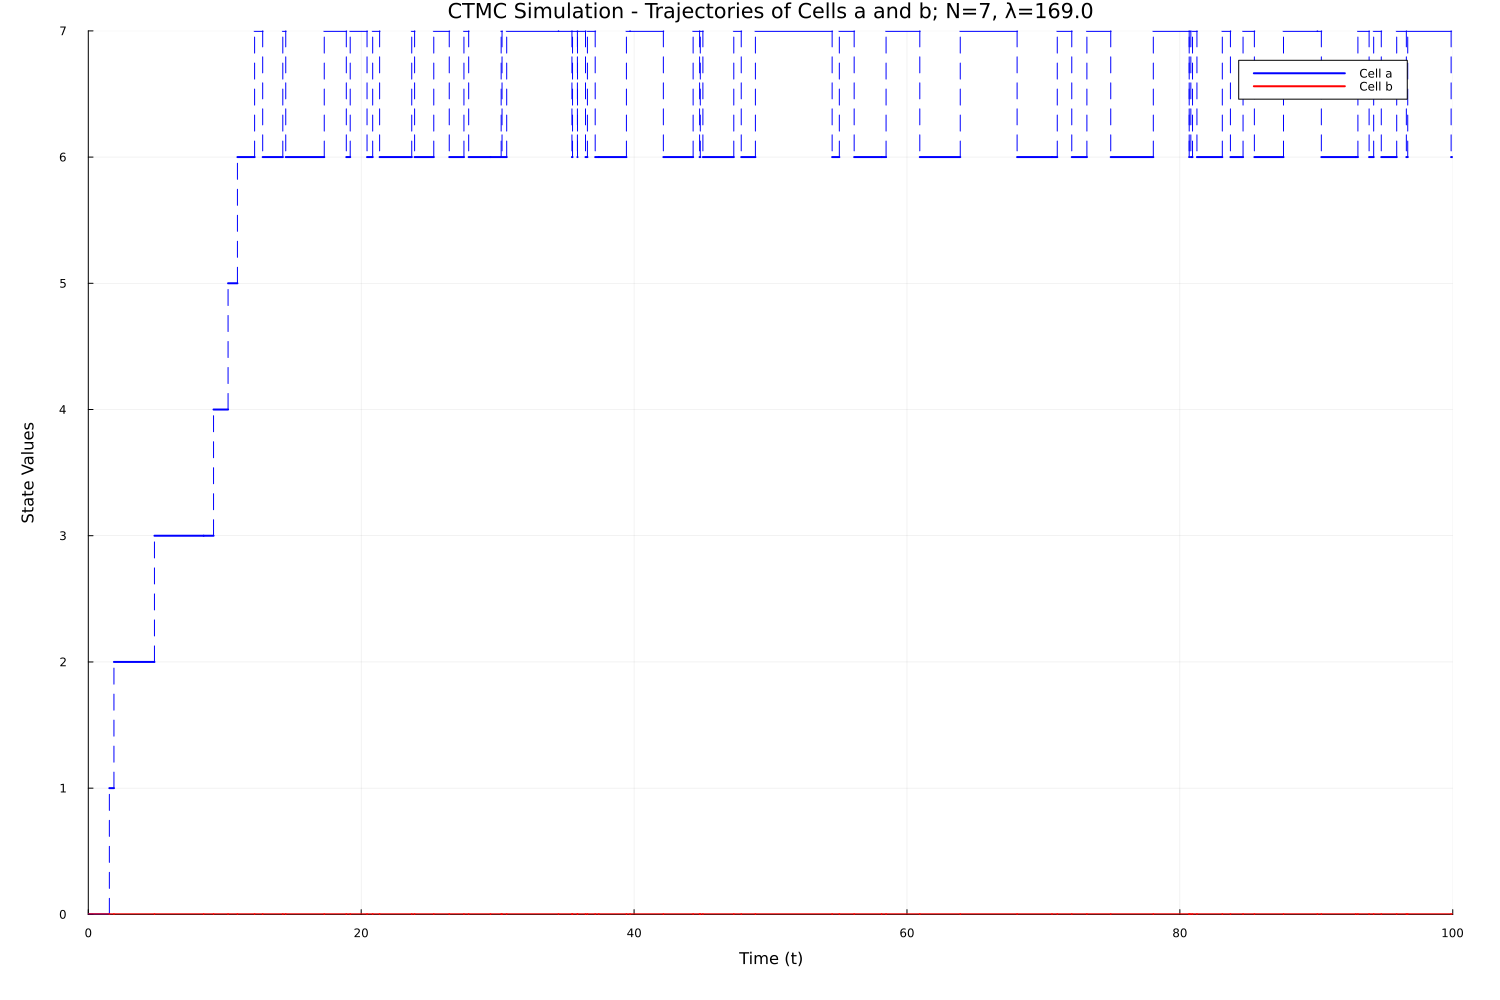 CTMC Simulation - Trajectories of Cells a and b; N=7, λ=169.0
7
Cell a
Cell b
6
5
4
State Values
3
2
1
0
0 20 40 60 80 100
Time (t)